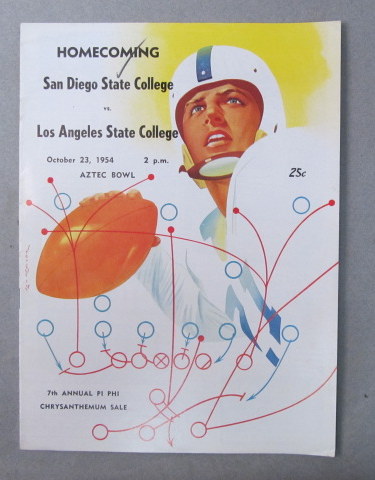 HOMECOMING
San Diego State College
vs.
Los Angeles State College
October 23, 1954 2 p.m.
AZTEC BOWL
25c
7th ANNUAL PI PHI
CHRYSANTHEMUM SALE